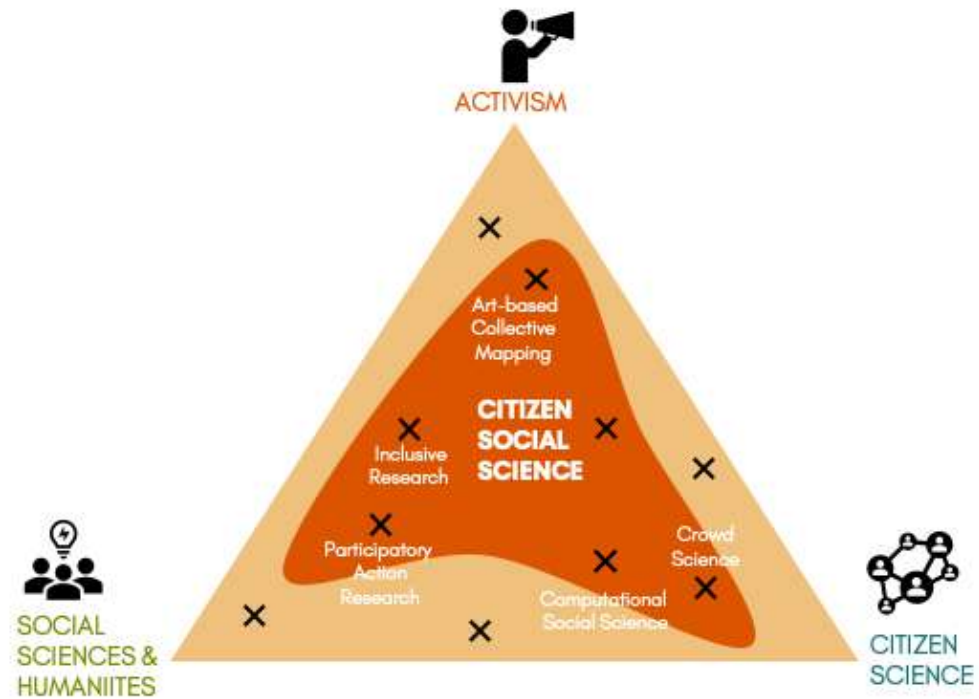 ACTIVISM
Art-based
Collective
Mapping
CITIZEN
SOCIAL
SCIENCE
Inclusive
Research
Participatory
Action
Research
Crowd
Science
Computational
Social Science
SOCIAL
SCIENCES &
HUMANIITES
CITIZEN
SCIENCE